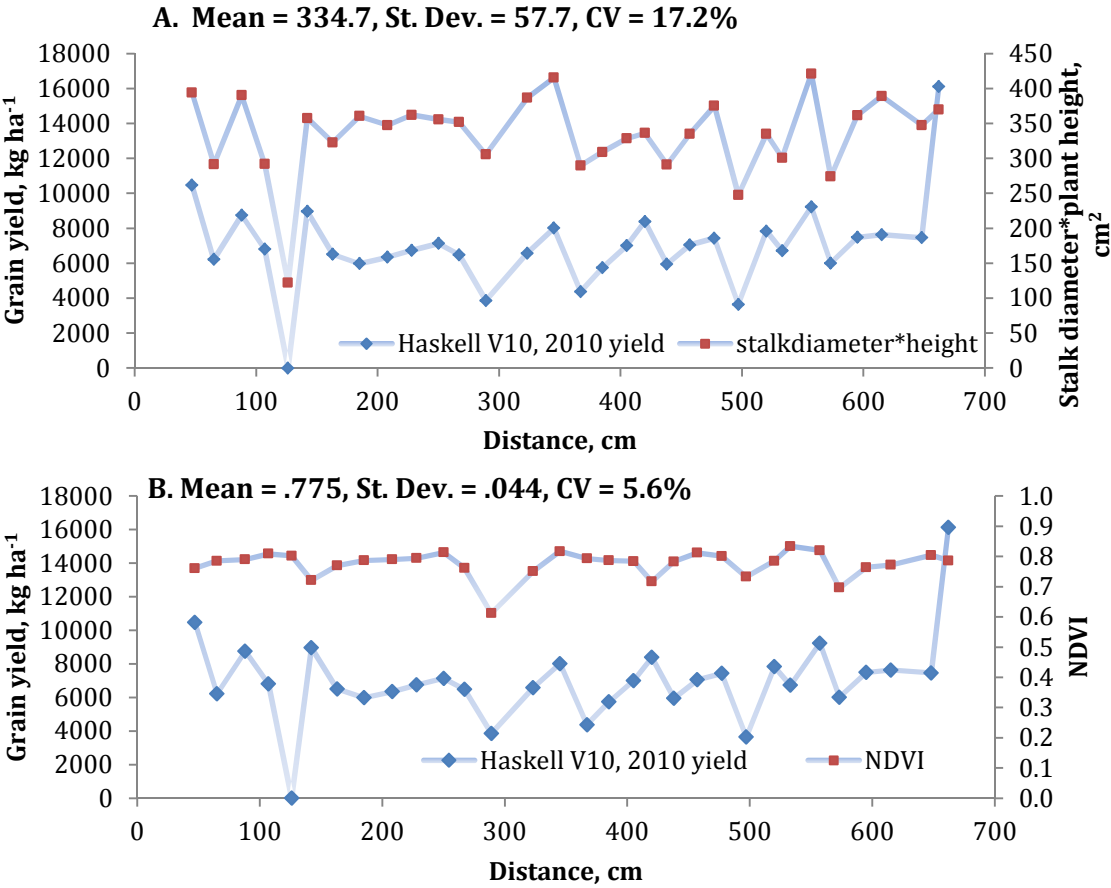 A. Mean = 334.7, St. Dev. = 57.7, CV = 17.2%
18000
16000
14000
12000
10000
8000
6000
4000
2000
0
Grain yield, kg ha-1
450
400
350
300
250
200
150
100
50
0
Stalk diameter*plant height,
cm2
Haskell V10, 2010 yield
stalkdiameter*height
0 100 200 300 400 500 600 700
Distance, cm
B. Mean = .775, St. Dev. = .044, CV = 5.6%
18000
16000
14000
12000
10000
8000
6000
4000
2000
0
Grain yield, kg ha-1
1.0
0.9
0.8
0.7
0.6
0.5
0.4
0.3
0.2
0.1
0.0
NDVI
Haskell V10, 2010 yield
NDVI
0 100 200 300 400 500 600 700
Distance, cm